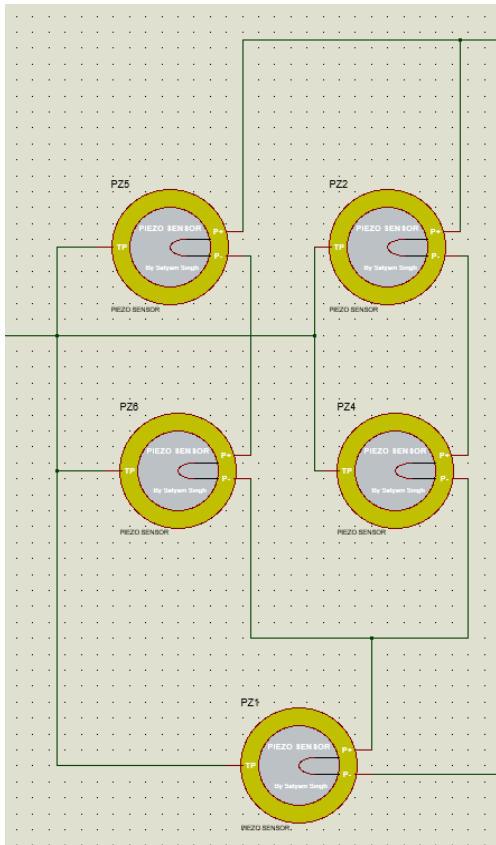 PZ5
PIEZO SENSOR
P+
TP
P-
By Satyam Singh
PIEZO SENSOR
PZ2
PIEZO SENSOR
P+
TP
P-
By Satyam Singh
PIEZO SENSOR
PZ6
PIEZO SENSOR
P+
TP
P-
By Satyam Singh
PIEZO SENSOR
PZ4
PIEZO SENSOR
P+
TP
P-
By Satyam Singh
PIEZO SENSOR
PZ1
PIEZO SENSOR
P+
TP
P-
By Satyam Singh
PIEZO SENSOR